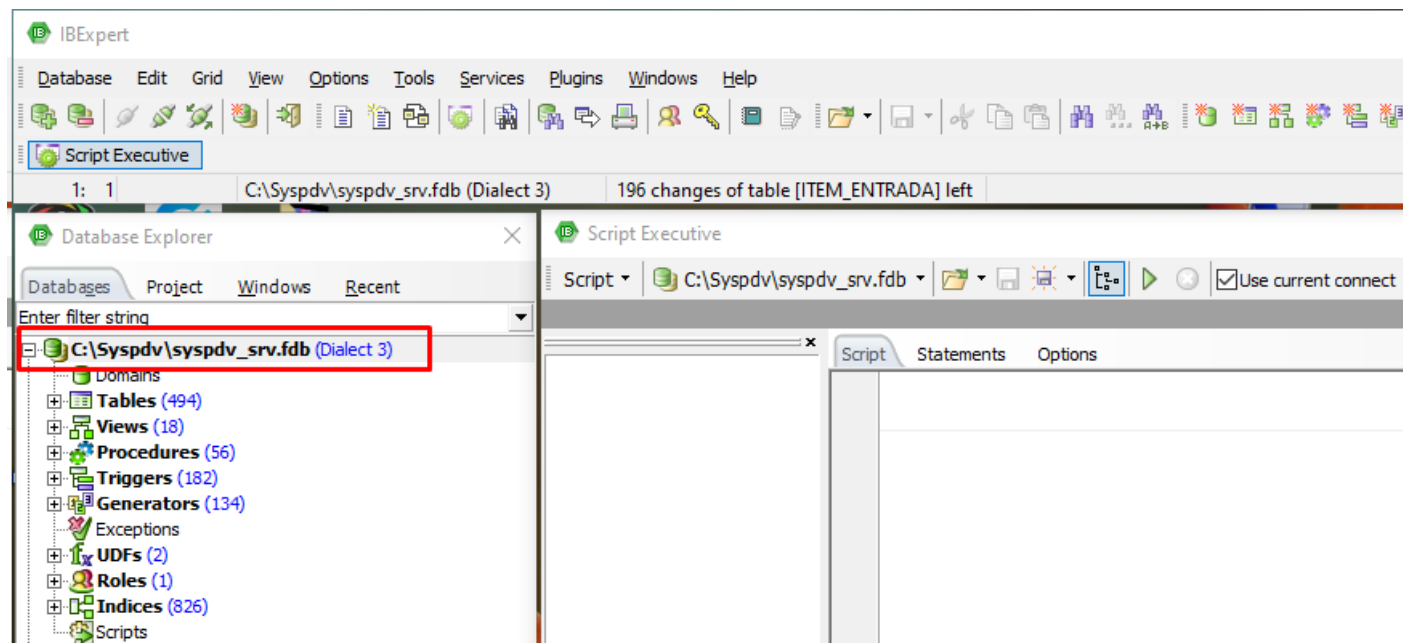 IBExpert
Database Edit Grid View Options Tools Services Plugins Windows Help
Script Executive
1: 1 C:\Syspdv\syspdv_srv.fdb (Dialect 3) 196 changes of table [ITEM_ENTRADA] left
Database Explorer
Databases Project Windows Recent
Enter filter string
C:\Syspdv\syspdv_srv.fdb (Dialect 3)
Domains
Tables (494)
Views (18)
Procedures (56)
Triggers (182)
Generators (134)
Exceptions
UDFs (2)
Roles (1)
Indices (826)
Scripts
Script Executive
Script C:\Syspdv\syspdv_srv.fdb Use current connect
Script Statements Options